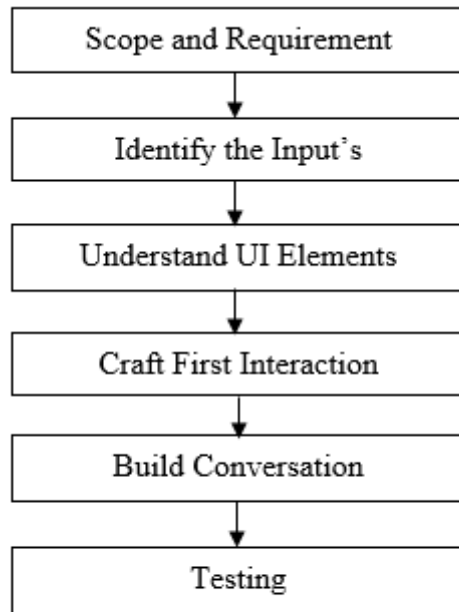 Scope and Requirement
Identify the Input’s
Understand UI Elements
Craft First Interaction
Build Conversation
Testing